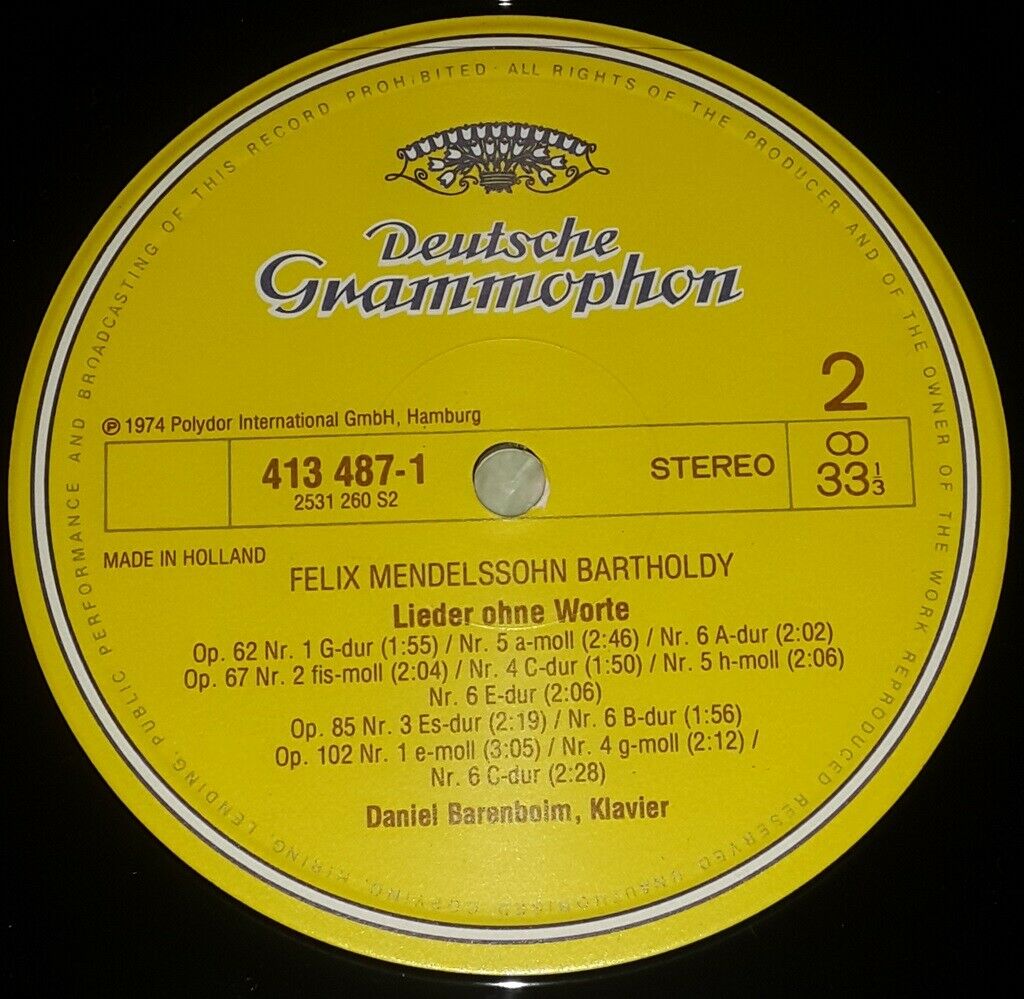 PUBLIC PERFORMANCE AND BROADCASTING OF THIS RECORD PROHIBITED · ALL RIGHTS OF THE PRODUCER AND OF THE OWNER OF THE WORK REPRODUCED RESERVED. UNAUTHORISED COPYING, HIRING, LENDING,
Deutsche
Grammophon
2
℗ 1974 Polydor International GmbH, Hamburg
413 487-1
2531 260 S2
STEREO
33 1/3
MADE IN HOLLAND
FELIX MENDELSSOHN BARTHOLDY
Lieder ohne Worte
Op. 62 Nr. 1 G-dur (1:55) / Nr. 5 a-moll (2:46) / Nr. 6 A-dur (2:02)
Op. 67 Nr. 2 fis-moll (2:04) / Nr. 4 C-dur (1:50) / Nr. 5 h-moll (2:06)
Nr. 6 E-dur (2:06)
Op. 85 Nr. 3 Es-dur (2:19) / Nr. 6 B-dur (1:56)
Op. 102 Nr. 1 e-moll (3:05) / Nr. 4 g-moll (2:12) /
Nr. 6 C-dur (2:28)
Daniel Barenboim, Klavier